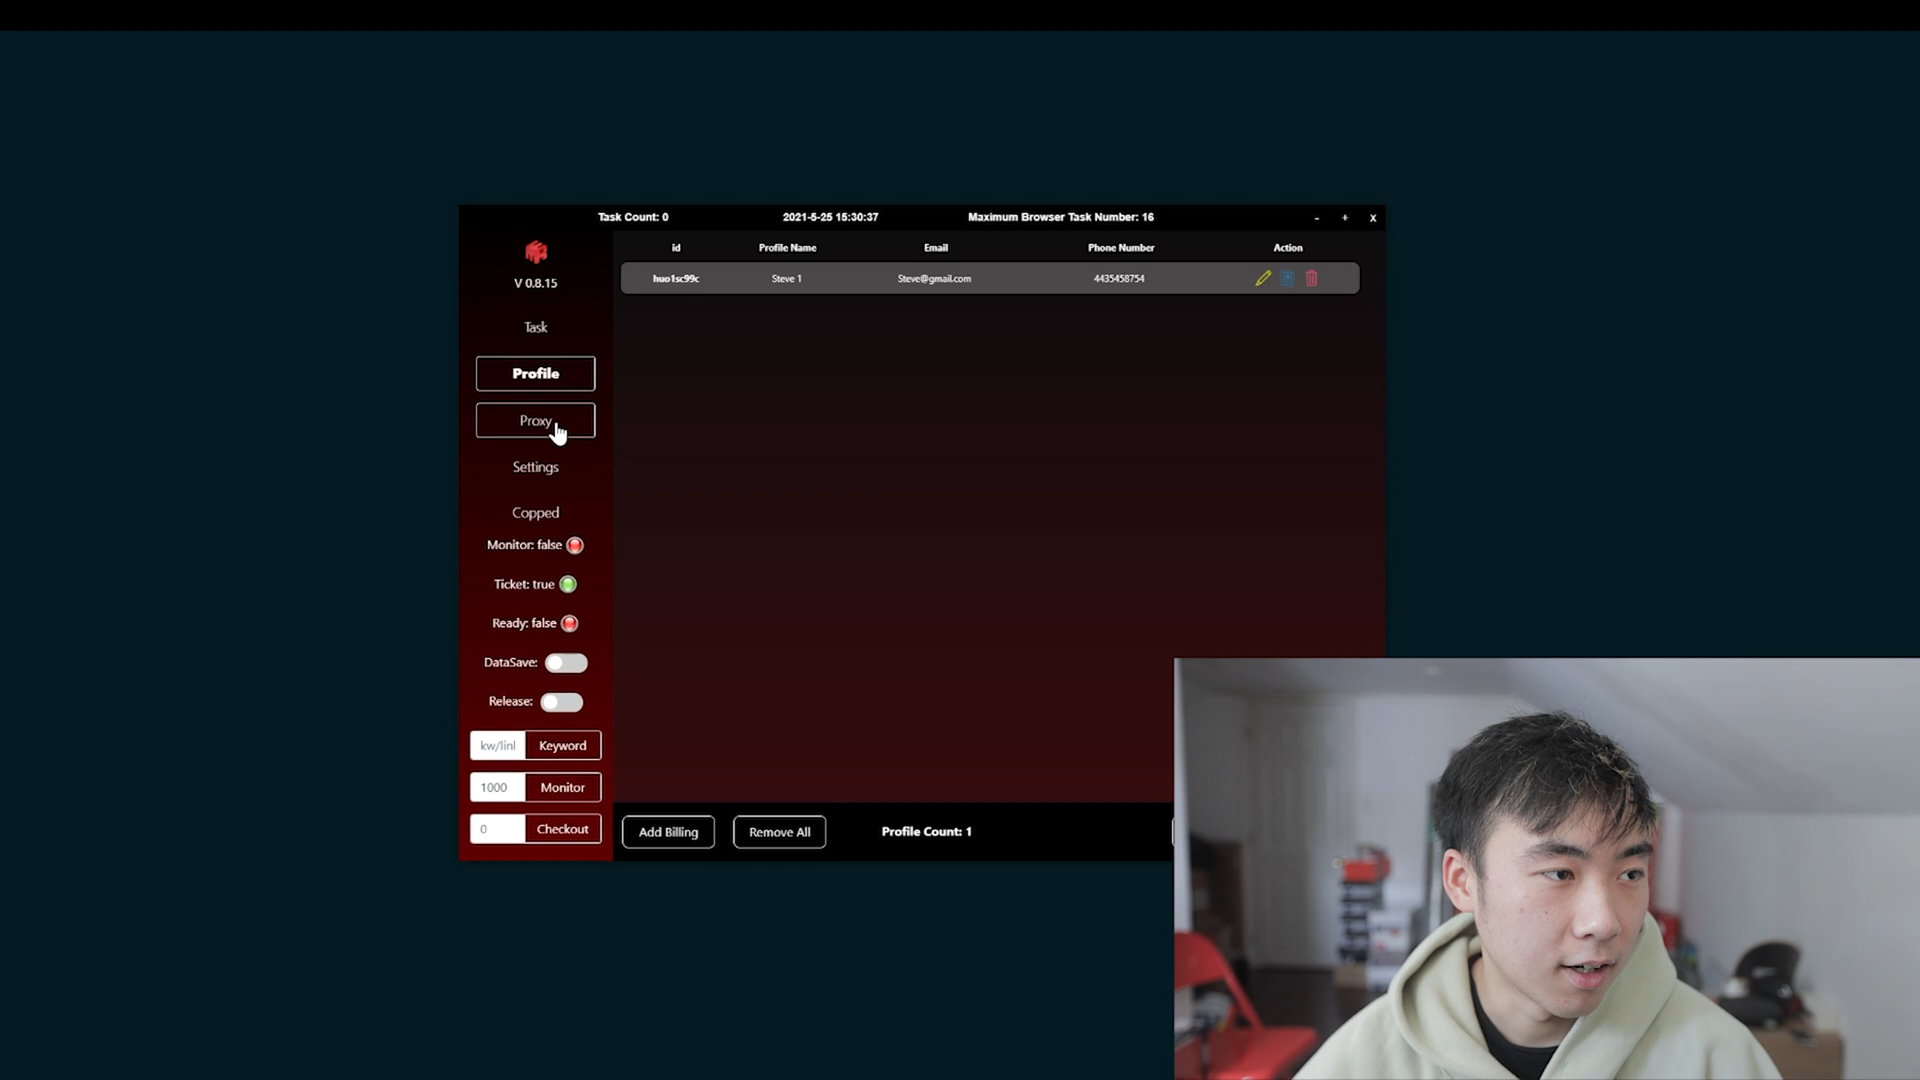 Task Count: 0 2021-5-25 15:30:37 Maximum Browser Task Number: 16 - + x
id Profile Name Email Phone Number Action
huo1sc99c Steve 1 Steve@gmail.com 4435458754
V 0.8.15
Task
Profile
Proxy
Settings
Copped
Monitor: false
Ticket: true
Ready: false
DataSave:
Release:
kw/linl Keyword
1000 Monitor
0 Checkout
Add Billing Remove All Profile Count: 1